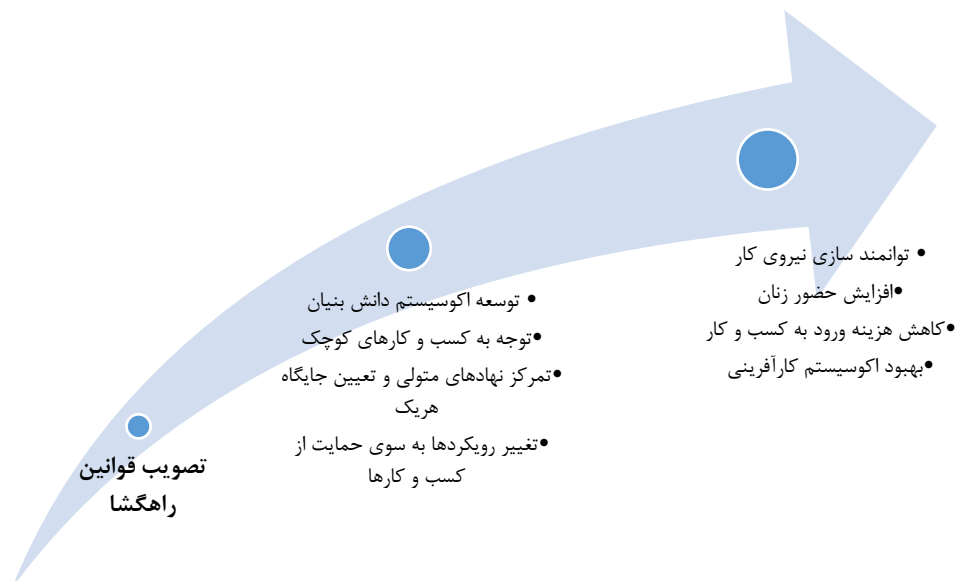 تصویب قوانین
راهگشا
• توسعه اکوسیستم دانش بنیان
•توجه به کسب و کارهای کوچک
•تمرکز نهادهای متولی و تعیین جایگاه
هریک
•تغییر رویکردها به سوی حمایت از
کسب و کارها
• توانمند سازی نیروی کار
•افزایش حضور زنان
•کاهش هزینه ورود به کسب و کار
•بهبود اکوسیستم کارآفرینی